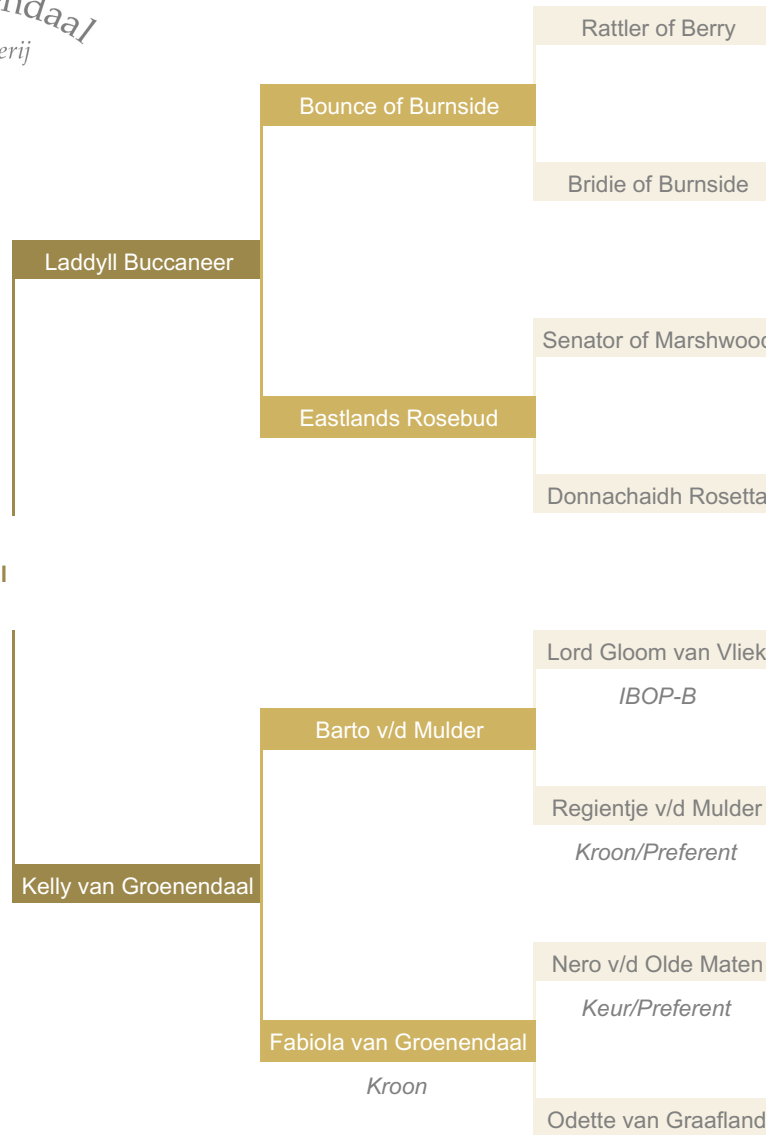 Rattler of Berry
Bounce of Burnside
Bridie of Burnside
Laddyll Buccaneer
Senator of Marshwood
Eastlands Rosebud
Donnachaidh Rosetta
Lord Gloom van Vliek
IBOP-B
Barto v/d Mulder
Regientje v/d Mulder
Kroon/Preferent
Kelly van Groenendaal
Nero v/d Olde Maten
Keur/Preferent
Fabiola van Groenendaal
Kroon
Odette van Graafland